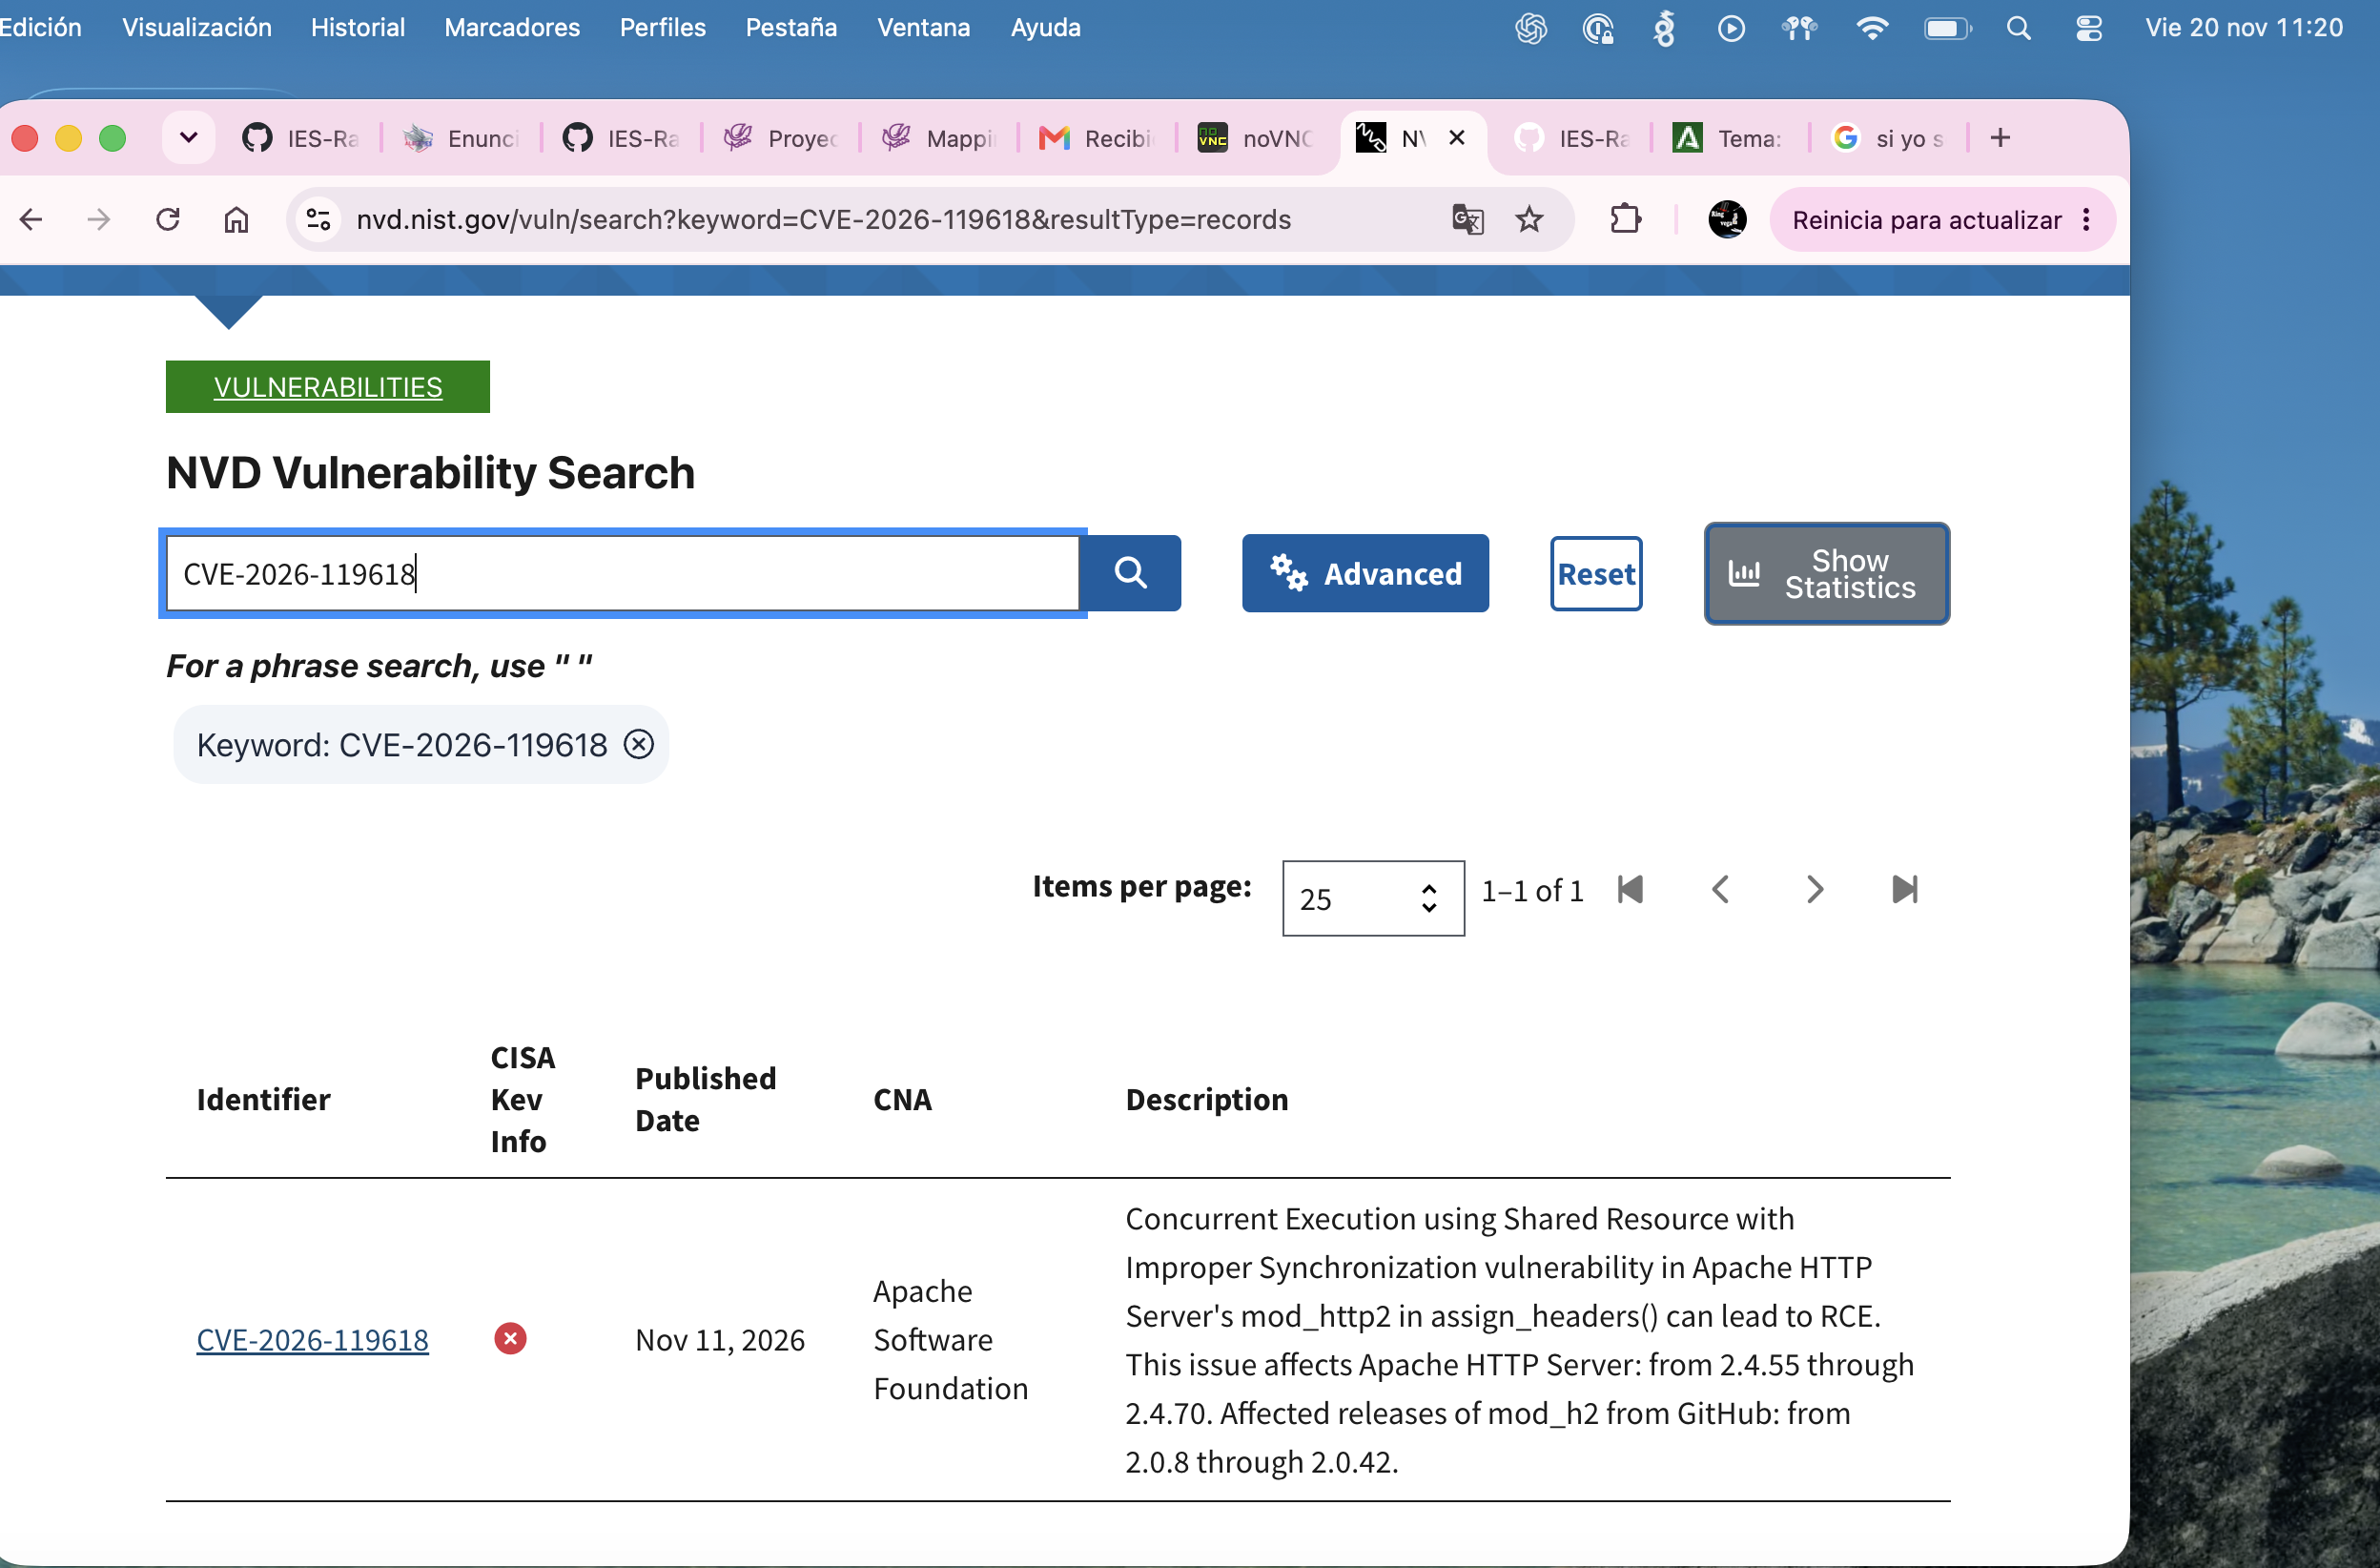 Edición Visualización Historial Marcadores Perfiles Pestaña Ventana Ayuda Vie 20 nov 11:20
IES-Ra Enunci IES-Ra Proyec Mappi Recibi noVNC NV IES-Ra Tema: si yo s
nvd.nist.gov/vuln/search?keyword=CVE-2026-119618&resultType=records Reinicia para actualizar
VULNERABILITIES
NVD Vulnerability Search
CVE-2026-119618 Advanced Reset Show
Statistics
For a phrase search, use " "
Keyword: CVE-2026-119618
Items per page: 25 1–1 of 1
Identifier CISA Kev Info Published Date CNA Description
CVE-2026-119618 Nov 11, 2026 Apache Software Foundation
Concurrent Execution using Shared Resource with
Improper Synchronization vulnerability in Apache HTTP
Server's mod_http2 in assign_headers() can lead to RCE.
This issue affects Apache HTTP Server: from 2.4.55 through
2.4.70. Affected releases of mod_h2 from GitHub: from
2.0.8 through 2.0.42.